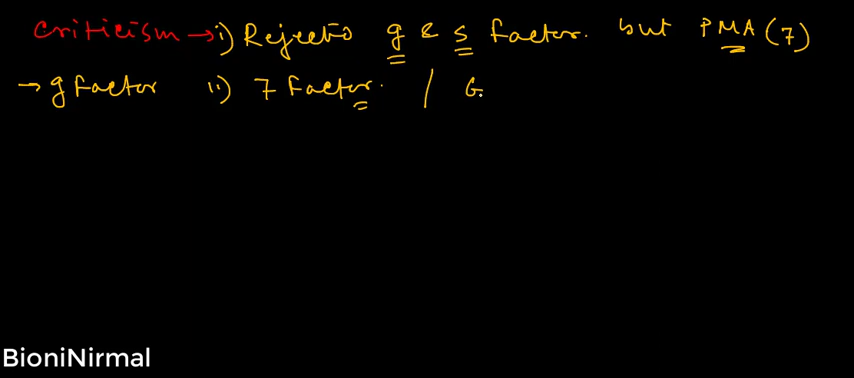 Criticism → i) Rejects g & s factor. but PMA (7)
→ g factor ii) 7 factor. / G
BioniNirmal